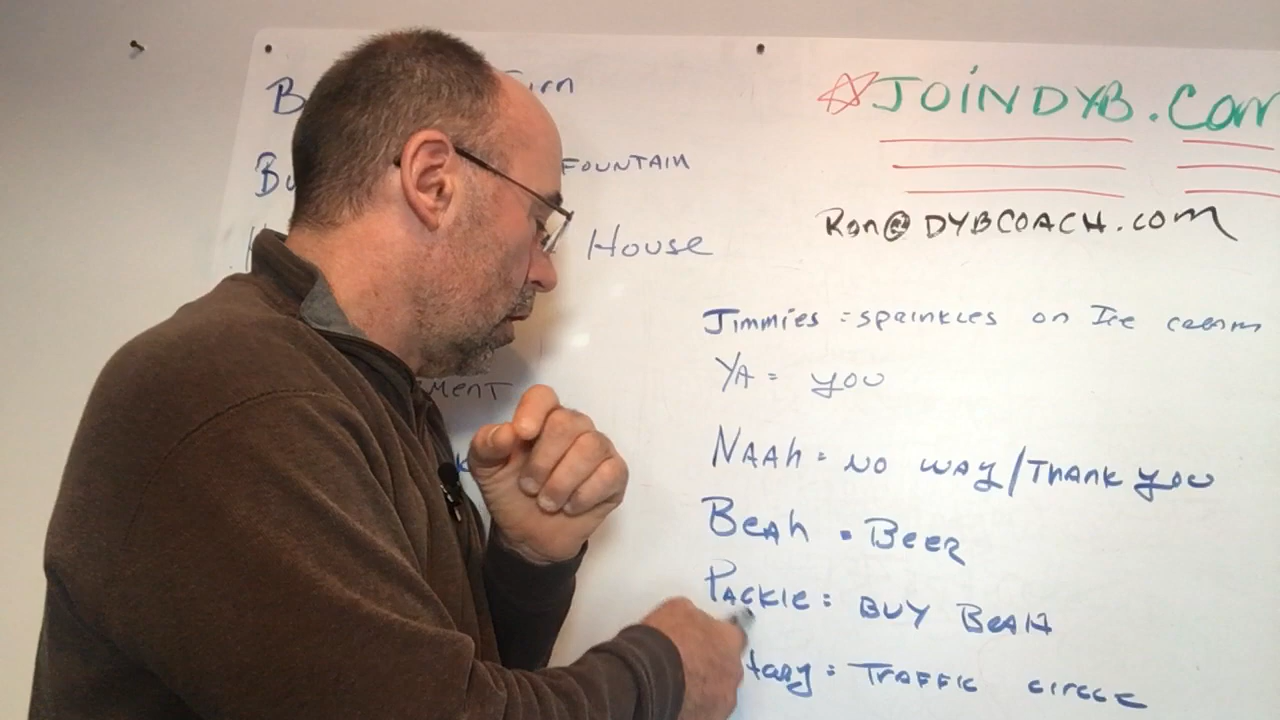 JOINDYB.Com
FOUNTAIN
Ron@DYBCOACH.com
House
Jimmies = sprinkles on Ice cream
YA = you
MENT
NAAh = No way/Thank you
BeAh = Beer
PACKIE = BUY BeAH
tary = TRAFFIC CIRCLE